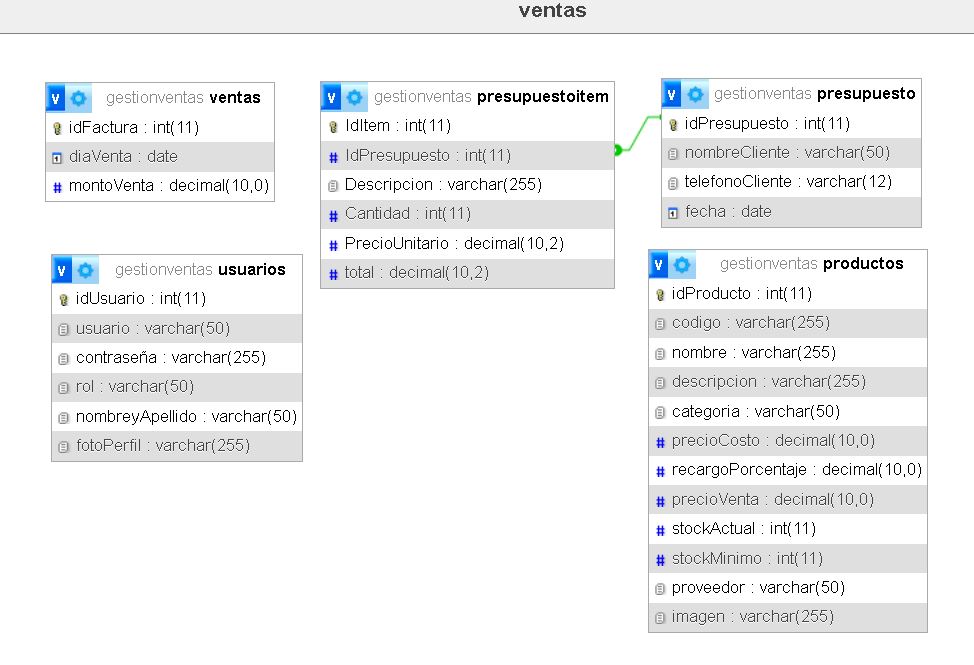 ventas
v gestionventas ventas
idFactura : int(11)
diaVenta : date
# montoVenta : decimal(10,0)
v gestionventas presupuestoitem
IdItem : int(11)
# IdPresupuesto : int(11)
Descripcion : varchar(255)
# Cantidad : int(11)
# PrecioUnitario : decimal(10,2)
# total : decimal(10,2)
v gestionventas presupuesto
idPresupuesto : int(11)
nombreCliente : varchar(50)
telefonoCliente : varchar(12)
fecha : date
v gestionventas usuarios
idUsuario : int(11)
usuario : varchar(50)
contraseña : varchar(255)
rol : varchar(50)
nombreyApellido : varchar(50)
fotoPerfil : varchar(255)
v gestionventas productos
idProducto : int(11)
codigo : varchar(255)
nombre : varchar(255)
descripcion : varchar(255)
categoria : varchar(50)
# precioCosto : decimal(10,0)
# recargoPorcentaje : decimal(10,0)
# precioVenta : decimal(10,0)
# stockActual : int(11)
# stockMinimo : int(11)
proveedor : varchar(50)
imagen : varchar(255)